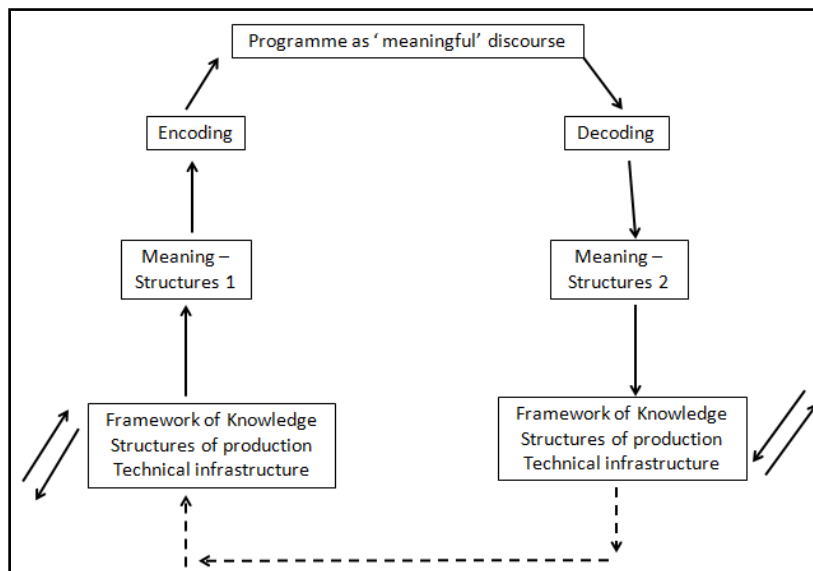 Programme as ‘ meaningful’ discourse
Encoding
Decoding
Meaning –
Structures 1
Meaning –
Structures 2
Framework of Knowledge
Structures of production
Technical infrastructure
Framework of Knowledge
Structures of production
Technical infrastructure